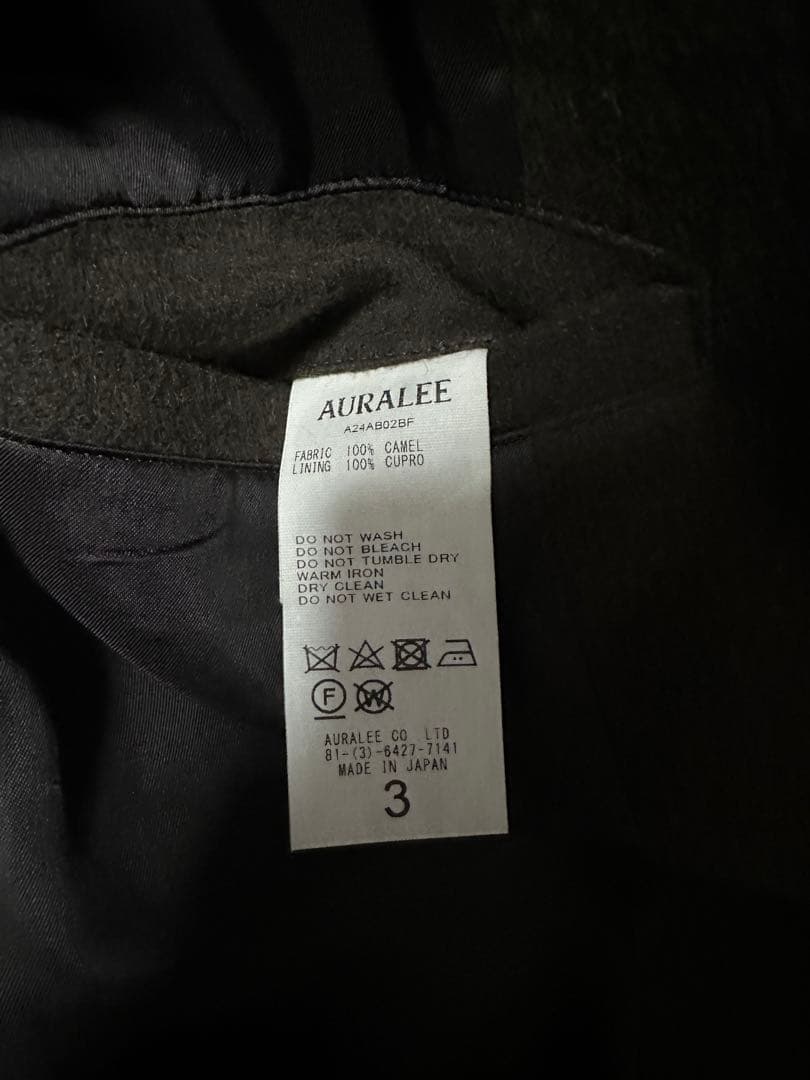 AURALEE
A24AB02BF
FABRIC 100% CAMEL
LINING 100% CUPRO
DO NOT WASH
DO NOT BLEACH
DO NOT TUMBLE DRY
WARM IRON
DRY CLEAN
DO NOT WET CLEAN
F W
AURALEE CO LTD
81-(3)-6427-7141
MADE IN JAPAN
3